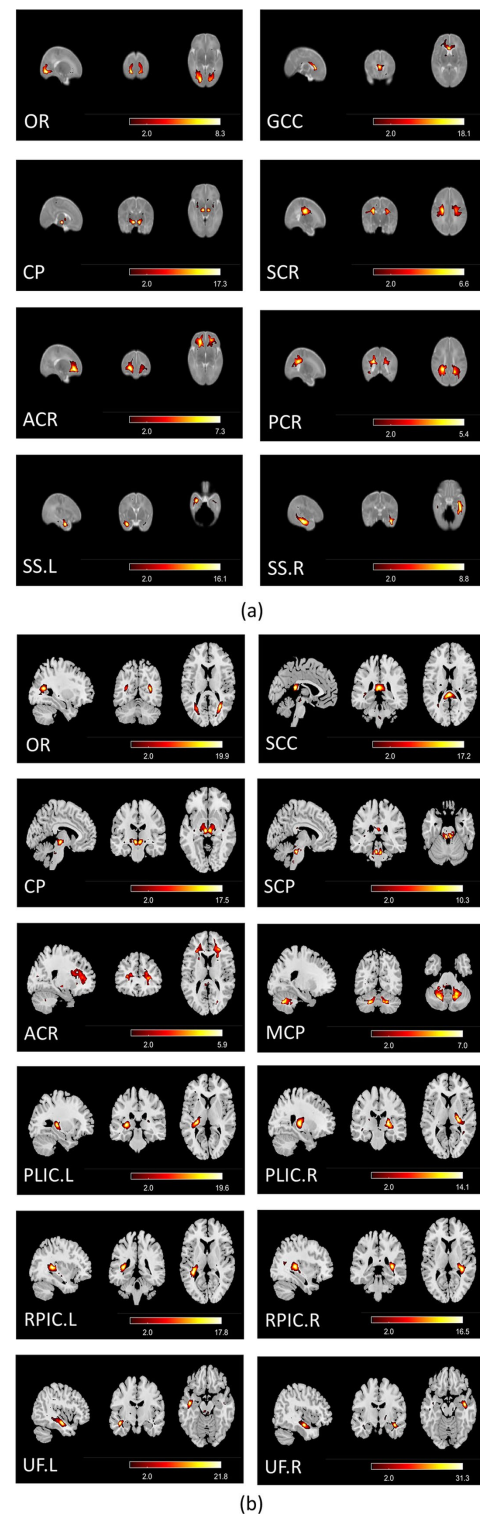 OR
2.0 8.3
GCC
2.0 18.1
CP
2.0 17.3
SCR
2.0 6.6
ACR
2.0 7.3
PCR
2.0 5.4
SS.L
2.0 16.1
SS.R
2.0 8.8
(a)
OR
2.0 19.9
SCC
2.0 17.2
CP
2.0 17.5
SCP
2.0 10.3
ACR
2.0 5.9
MCP
2.0 7.0
PLIC.L
2.0 19.6
PLIC.R
2.0 14.1
RPIC.L
2.0 17.8
RPIC.R
2.0 16.5
UF.L
2.0 21.8
UF.R
2.0 31.3
(b)